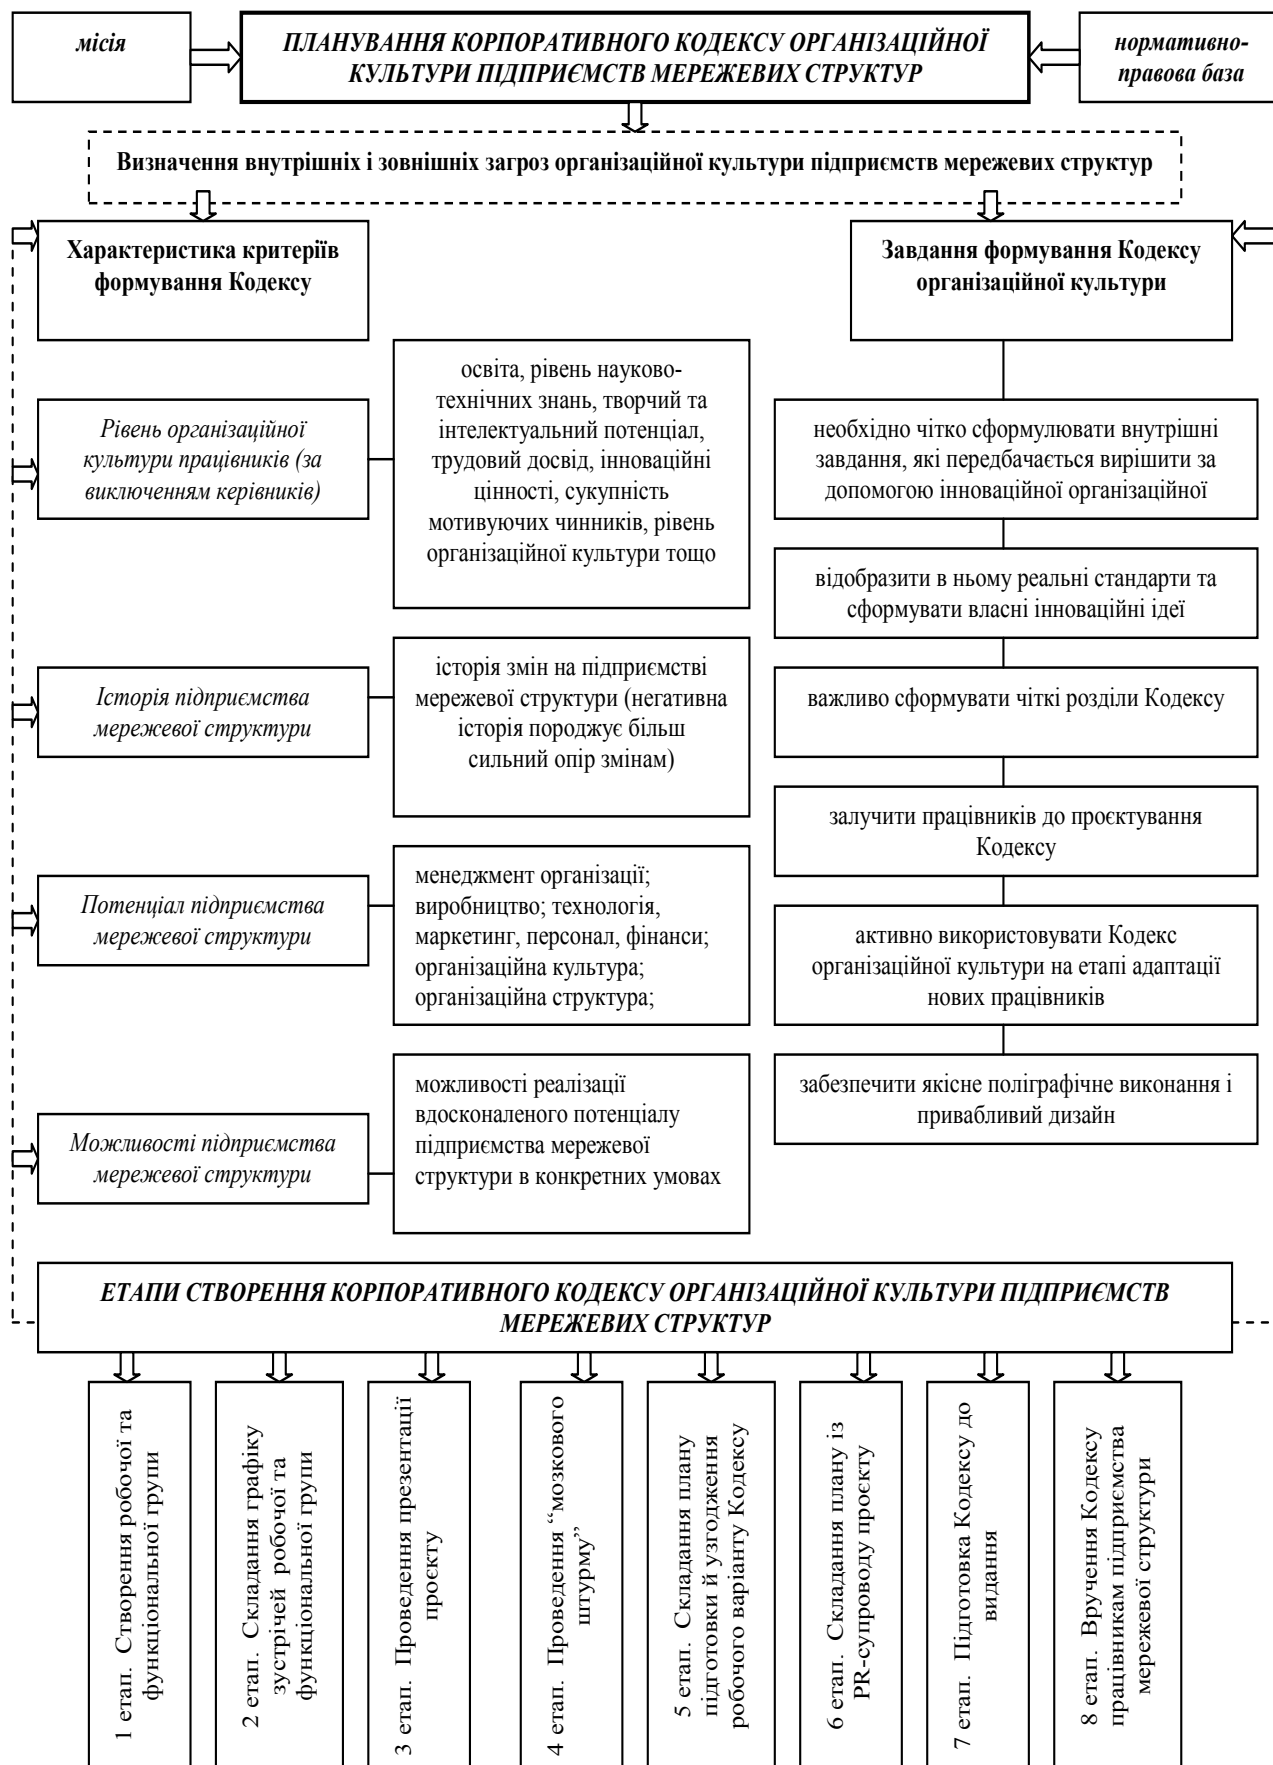 місія
ПЛАНУВАННЯ КОРПОРАТИВНОГО КОДЕКСУ ОРГАНІЗАЦІЙНОЇ
КУЛЬТУРИ ПІДПРИЄМСТВ МЕРЕЖЕВИХ СТРУКТУР
нормативно-
правова база
Визначення внутрішніх і зовнішніх загроз організаційної культури підприємств мережевих структур
Характеристика критеріїв
формування Кодексу
Завдання формування Кодексу
організаційної культури
Рівень організаційної
культури працівників (за
виключенням керівників)
освіта, рівень науково-
технічних знань, творчий та
інтелектуальний потенціал,
трудовий досвід, інноваційні
цінності, сукупність
мотивуючих чинників, рівень
організаційної культури тощо
Історія підприємства
мережевої структури
історія змін на підприємстві
мережевої структури (негативна
історія породжує більш
сильний опір змінам)
Потенціал підприємства
мережевої структури
менеджмент організації;
виробництво; технологія,
маркетинг, персонал, фінанси;
організаційна культура;
організаційна структура;
Можливості підприємства
мережевої структури
можливості реалізації
вдосконаленого потенціалу
підприємства мережевої
структури в конкретних умовах
необхідно чітко сформулювати внутрішні
завдання, які передбачається вирішити за
допомогою інноваційної організаційної
відобразити в ньому реальні стандарти та
сформувати власні інноваційні ідеї
важливо сформувати чіткі розділи Кодексу
залучити працівників до проєктування
Кодексу
активно використовувати Кодекс
організаційної культури на етапі адаптації
нових працівників
забезпечити якісне поліграфічне виконання і
привабливий дизайн
ЕТАПИ СТВОРЕННЯ КОРПОРАТИВНОГО КОДЕКСУ ОРГАНІЗАЦІЙНОЇ КУЛЬТУРИ ПІДПРИЄМСТВ
МЕРЕЖЕВИХ СТРУКТУР
1 етап. Створення робочої та
функціональної групи
2 етап. Складання графіку
зустрічей робочої та
функціональної групи
3 етап. Проведення презентації
проєкту
4 етап. Проведення “мозкового
штурму”
5 етап. Складання плану
підготовки й узгодження
робочого варіанту Кодексу
6 етап. Складання плану із
PR-супроводу проєкту
7 етап. Підготовка Кодексу до
видання
8 етап. Вручення Кодексу
працівникам підприємства
мережевої структури